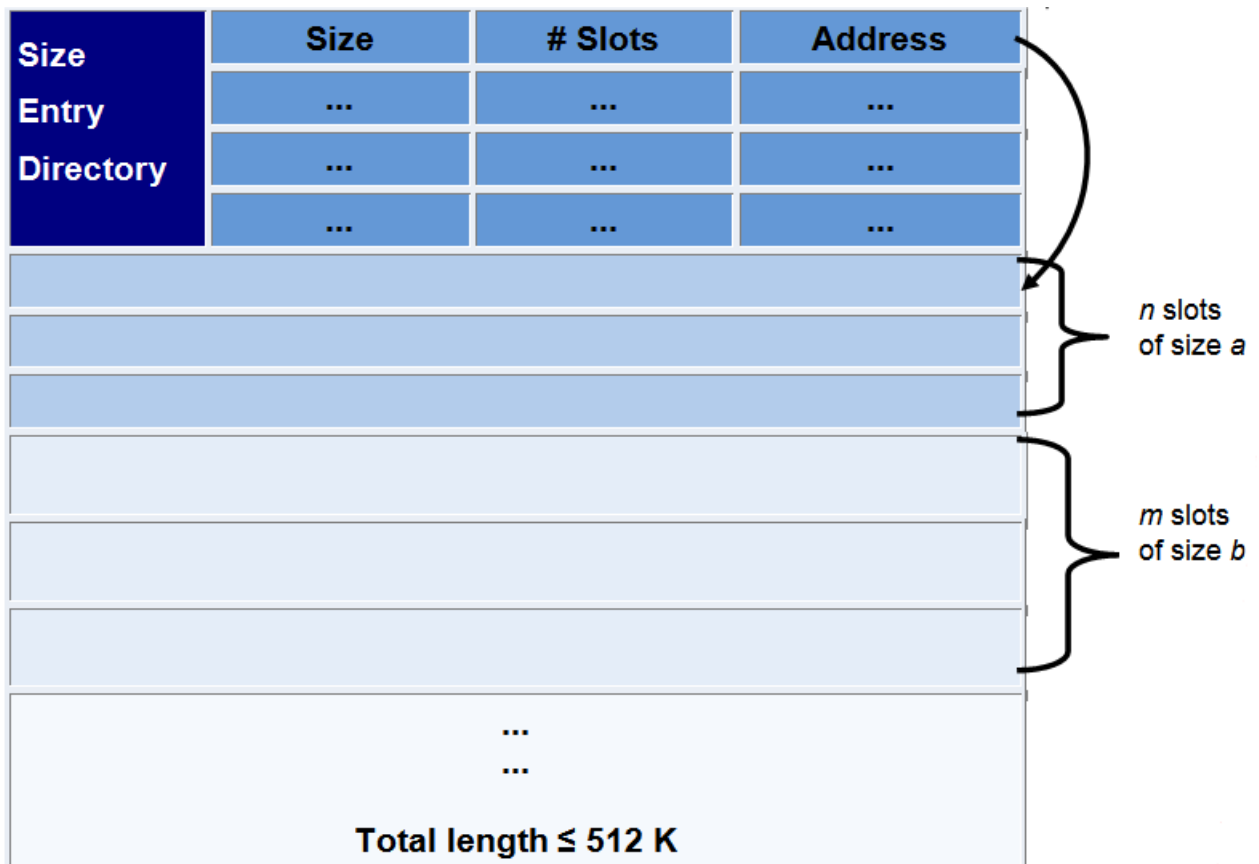 Size Entry Directory
Size # Slots Address
... ... ...
... ... ...
... ... ...
n slots
of size a
m slots
of size b
...
...
Total length ≤ 512 K